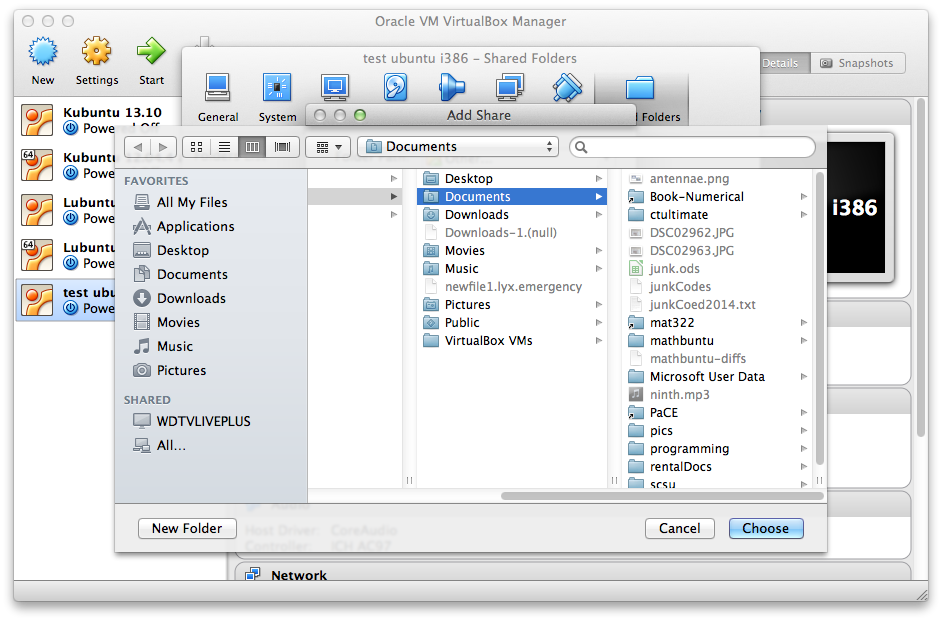 Oracle VM VirtualBox Manager
New
Settings
Start
Details
Snapshots
test ubuntu i386 – Shared Folders
General
System
Folders
Add Share
Kubuntu 13.10
Powered Off
64
Kubuntu
Powe
Lubuntu
Powe
64
Lubuntu
Powe
test ubu
Powe
i386
Documents
FAVORITES
All My Files
Applications
Desktop
Documents
Downloads
Movies
Music
Pictures
SHARED
WDTVLIVEPLUS
All...
Desktop
Documents
Downloads
Downloads-1.(null)
Movies
Music
newfile1.lyx.emergency
Pictures
Public
VirtualBox VMs
antennae.png
Book-Numerical
ctultimate
DSC02962.JPG
DSC02963.JPG
junk.ods
junkCodes
junkCoed2014.txt
mat322
mathbuntu
mathbuntu-diffs
Microsoft User Data
ninth.mp3
PaCE
pics
programming
rentalDocs
scsu
Audio
Host Driver: CoreAudio
Controller: ICH AC97
New Folder
Cancel
Choose
Network